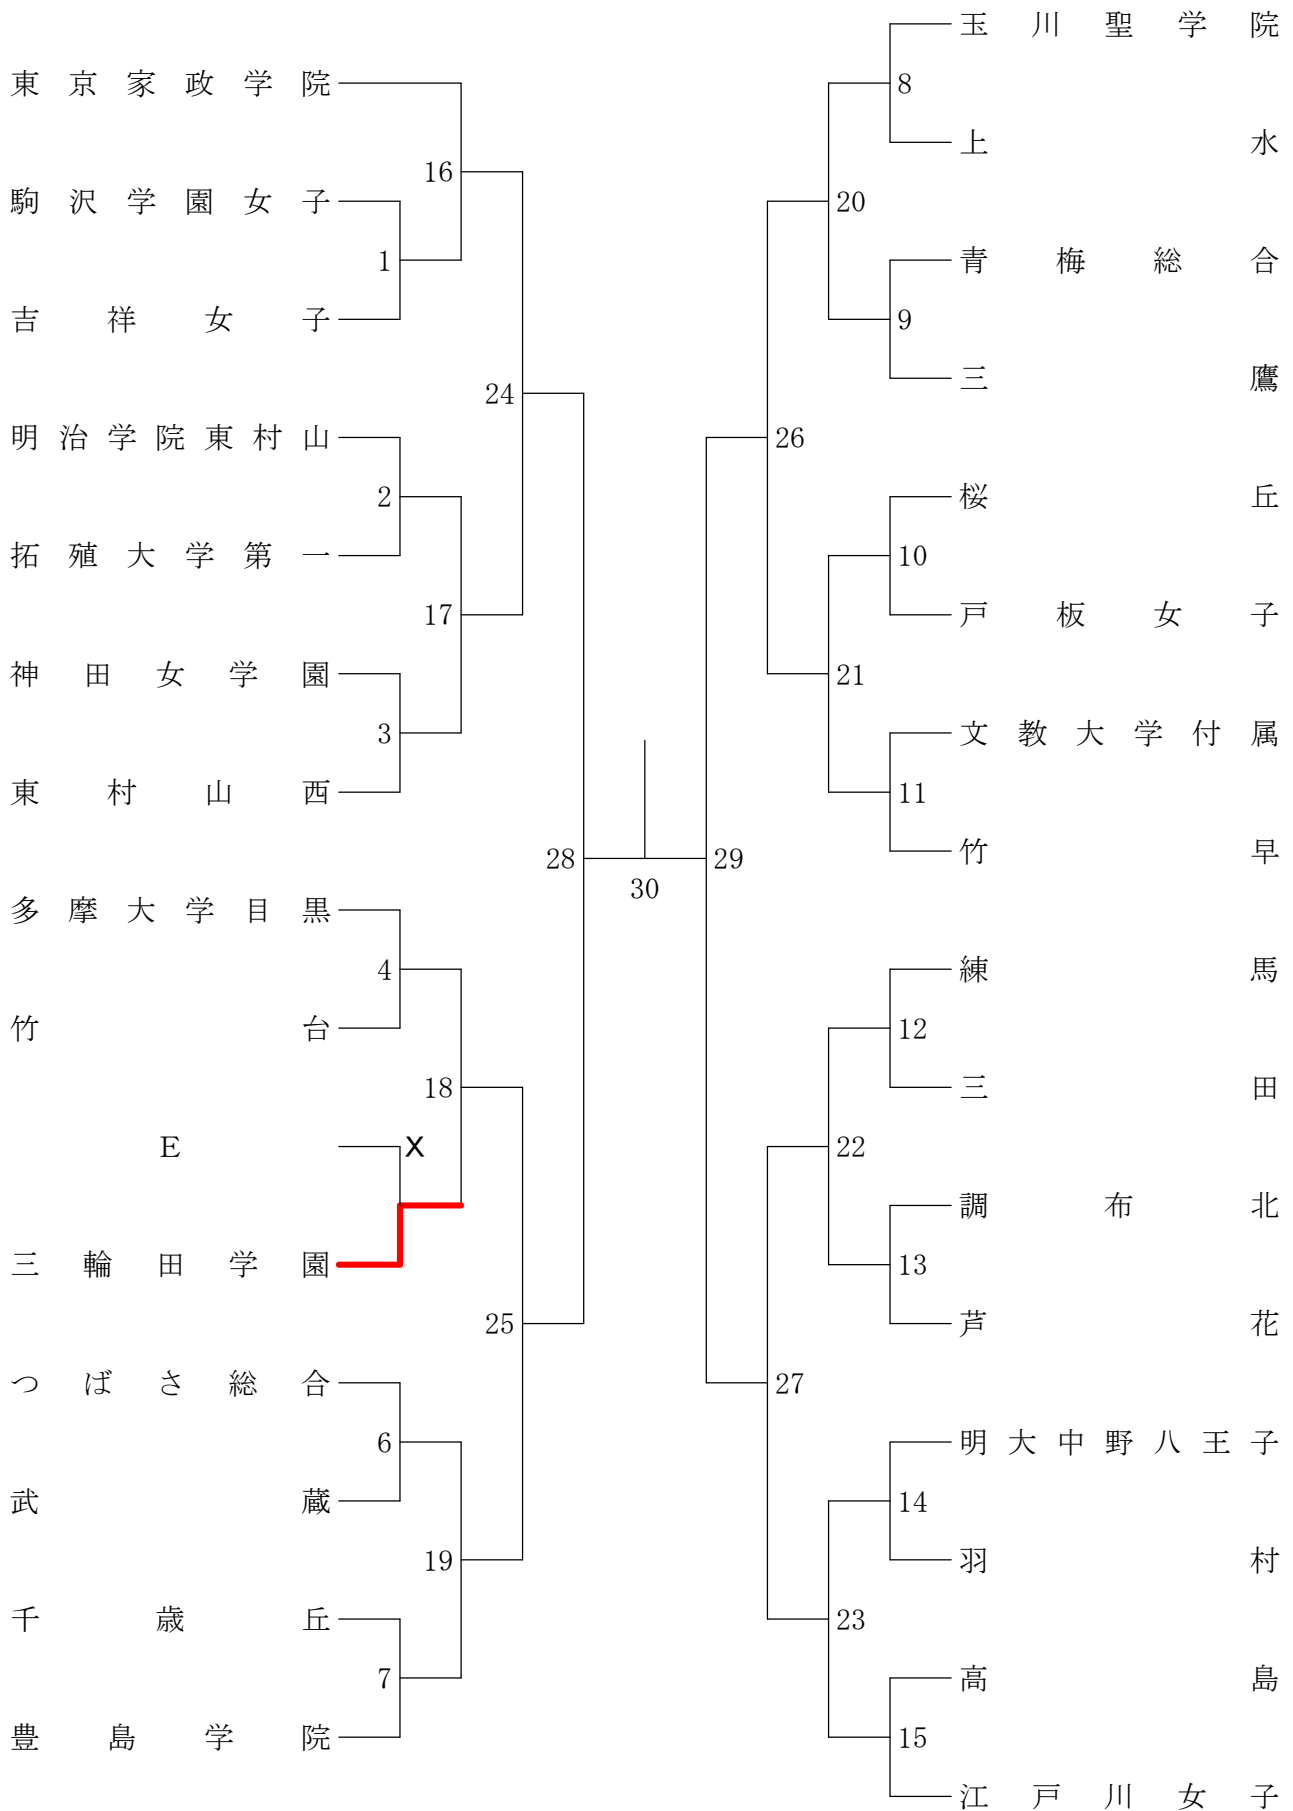 東京家政学院
16
駒沢学園女子
1
吉祥女子
24
明治学院東村山
2
拓殖大学第一
17
神田女学園
3
東村山西
28
多摩大学目黒
4
竹台
18
E
X
三輪田学園
25
つばさ総合
6
武蔵
19
千歳丘
7
豊島学院
30
玉川聖学院
8
上水
20
青梅総合
9
三鷹
26
桜丘
10
戸板女子
21
文教大学付属
11
竹早
29
練馬
12
三田
22
調布北
13
芦花
27
明大中野八王子
14
羽村
23
高島
15
江戸川女子